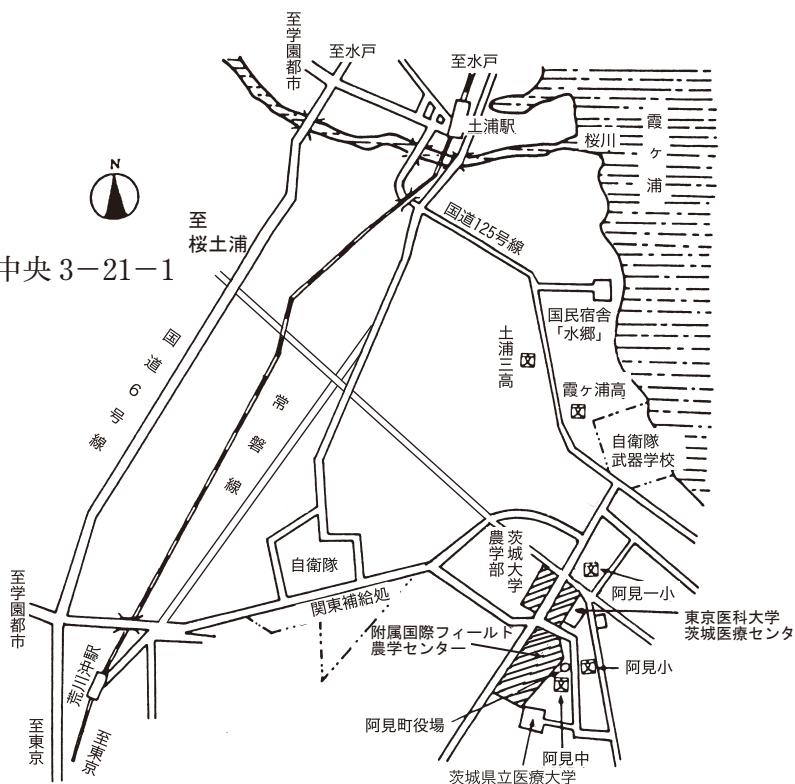 至学園都市
至水戸
至水戸
土浦駅
桜川
霞ヶ浦
N
至
桜土浦
中央3−21−1
国道125号線
国民宿舎
「水郷」
土浦三高
霞ヶ浦高
自衛隊
武器学校
国道6号線
常磐線
茨城大学
農学部
自衛隊
関東補給処
阿見一小
東京医科大学
茨城医療センタ
附属国際フィールド
農学センター
阿見小
至学園都市
荒川沖駅
至東京
至東京
阿見町役場
阿見中
茨城県立医療大学
文
文
文
文
文